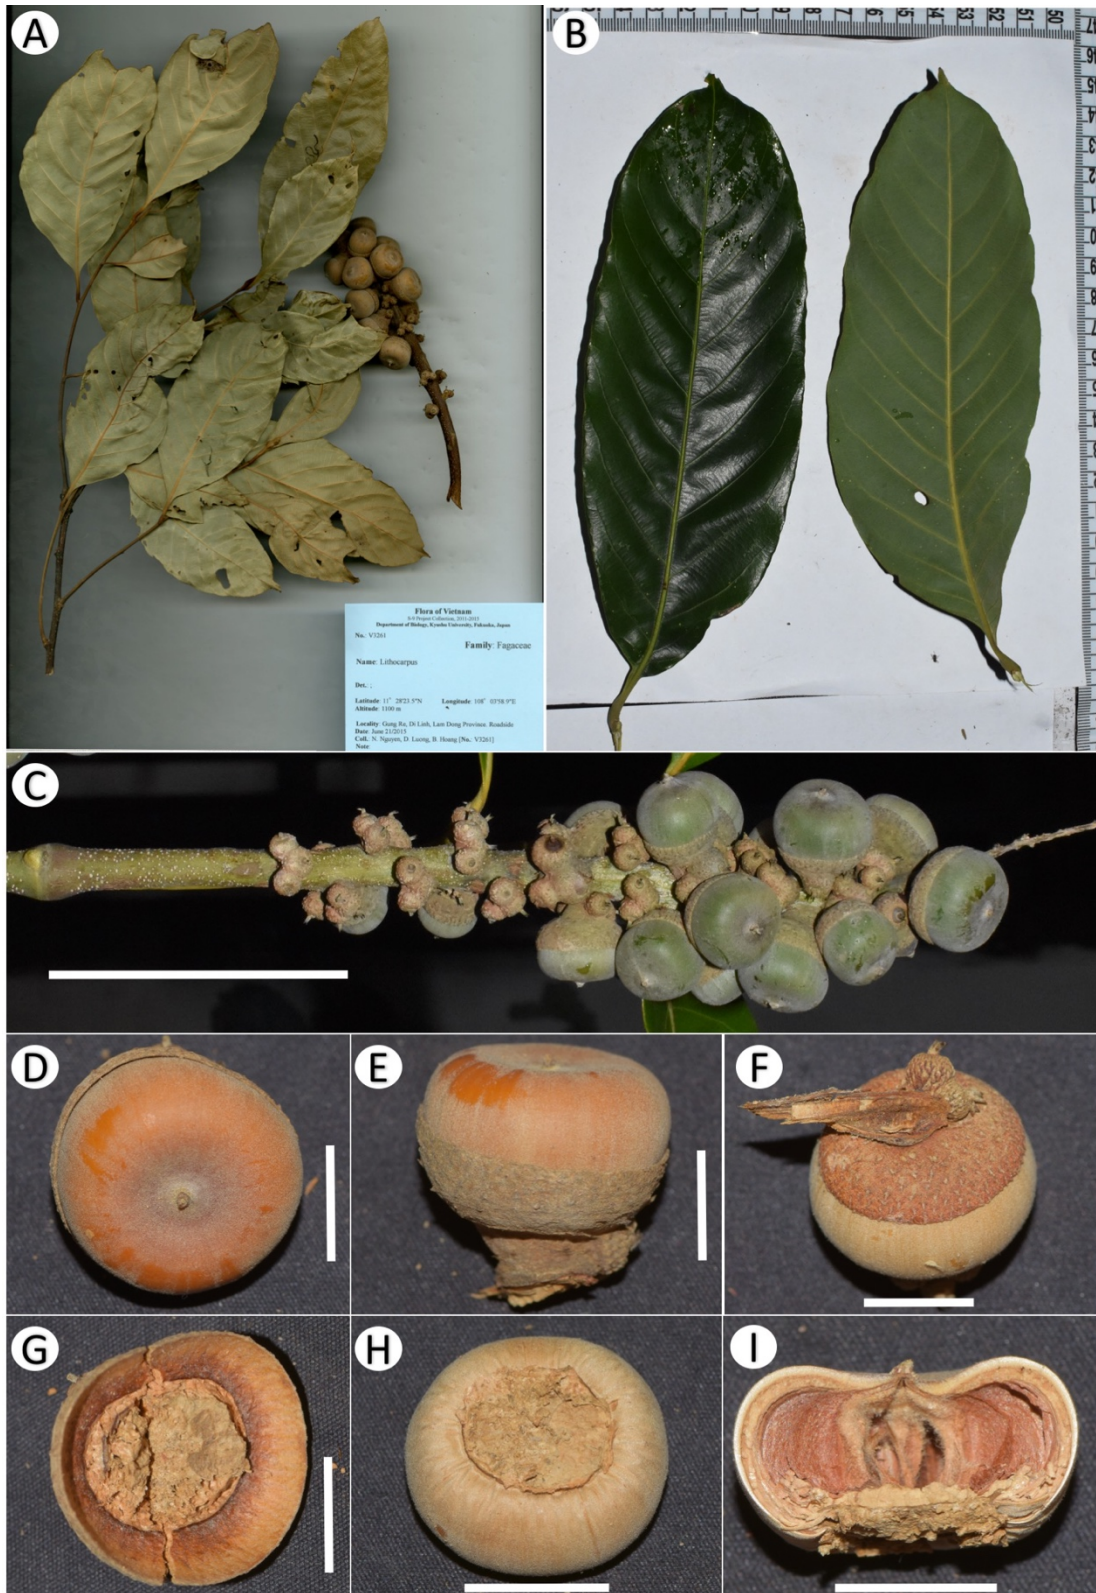 A
B
Flora of Vietnam
Department of Biology, Kyushu University, Fukuoka, Japan
No.: V3261
Family: Fagaceae
Name: Lithocarpus
Det.: ;
Latitude: 11° 28'23.5"N Longitude: 108° 03'58.9"E
Altitude: 1100 m
Locality: Gung Re, Di Linh, Lam Dong Province. Roadside
Date: June 21/2015
Coll.: N. Nguyen, D. Luong, B. Hoang [No.: V3261]
Note:
C
D
E
F
G
H
I